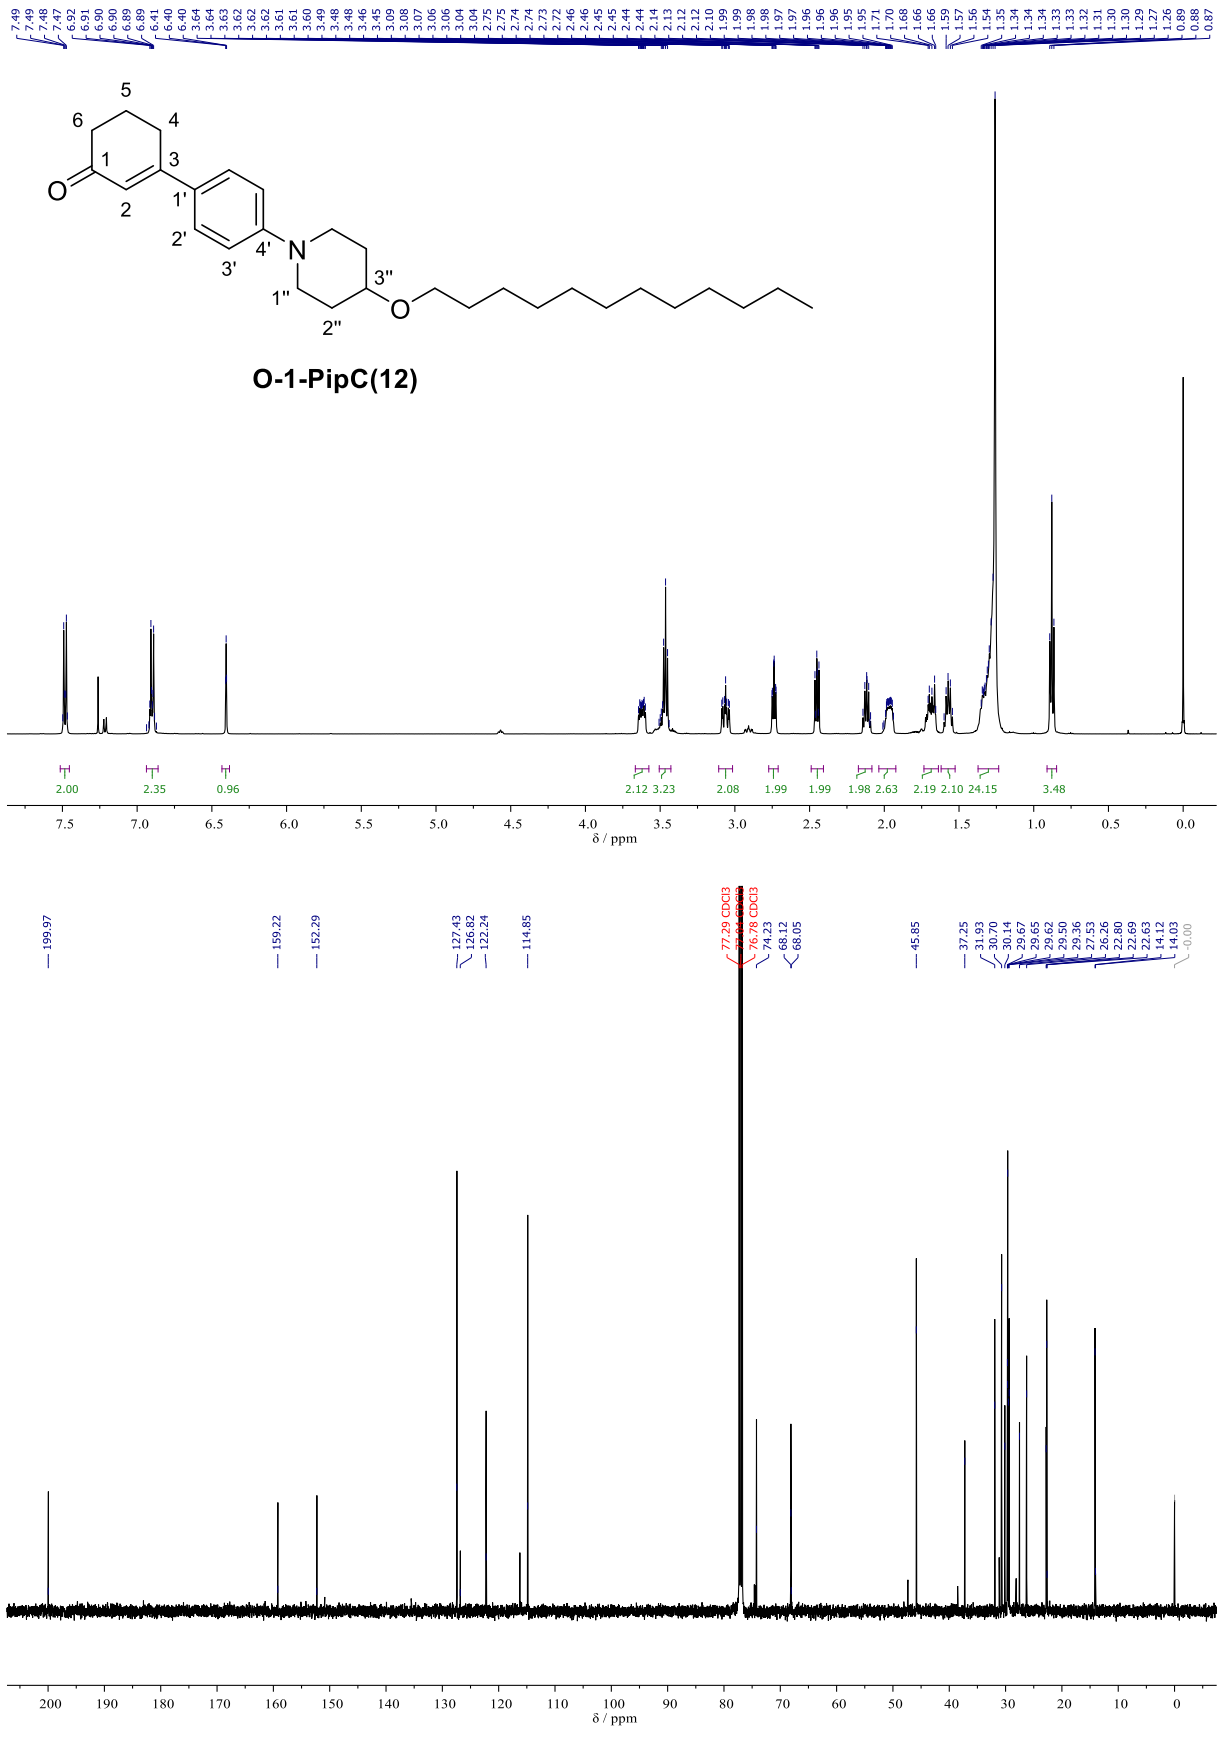 7.49 7.49 7.48 7.47 6.92 6.91 6.90 6.90 6.89 6.89 6.41 6.40 6.40 3.64 3.64 3.63 3.62 3.62 3.62 3.61 3.61 3.60 3.49 3.48 3.48 3.46 3.45 3.09 3.08 3.07 3.06 3.06 3.04 3.04 2.75 2.75 2.74 2.74 2.73 2.72 2.46 2.46 2.45 2.45 2.44 2.44 2.14 2.13 2.12 2.12 2.10 1.99 1.99 1.98 1.98 1.97 1.97 1.96 1.96 1.96 1.95 1.95 1.71 1.70 1.68 1.66 1.66 1.59 1.57 1.56 1.54 1.35 1.34 1.34 1.34 1.33 1.33 1.32 1.31 1.30 1.30 1.29 1.27 1.26 0.89 0.88 0.87
5
6 4
1 3
O 2 1'
2' 4' N
3' 3''
1'' O
2''
O-1-PipC(12)
2.00 2.35 0.96 2.12 3.23 2.08 1.99 1.99 1.98 2.63 2.19 2.10 24.15 3.48
7.5 7.0 6.5 6.0 5.5 5.0 4.5 4.0 3.5 3.0 2.5 2.0 1.5 1.0 0.5 0.0
δ / ppm
199.97 159.22 152.29 127.43 126.82 122.24 114.85 77.29 CDCl3 76.78 CDCl3 74.23 68.12 68.05 45.85 37.25 31.93 30.70 30.14 29.67 29.65 29.62 29.50 29.36 27.53 26.26 22.80 22.69 22.63 14.12 14.03 -0.00
200 190 180 170 160 150 140 130 120 110 100 90 80 70 60 50 40 30 20 10 0
δ / ppm